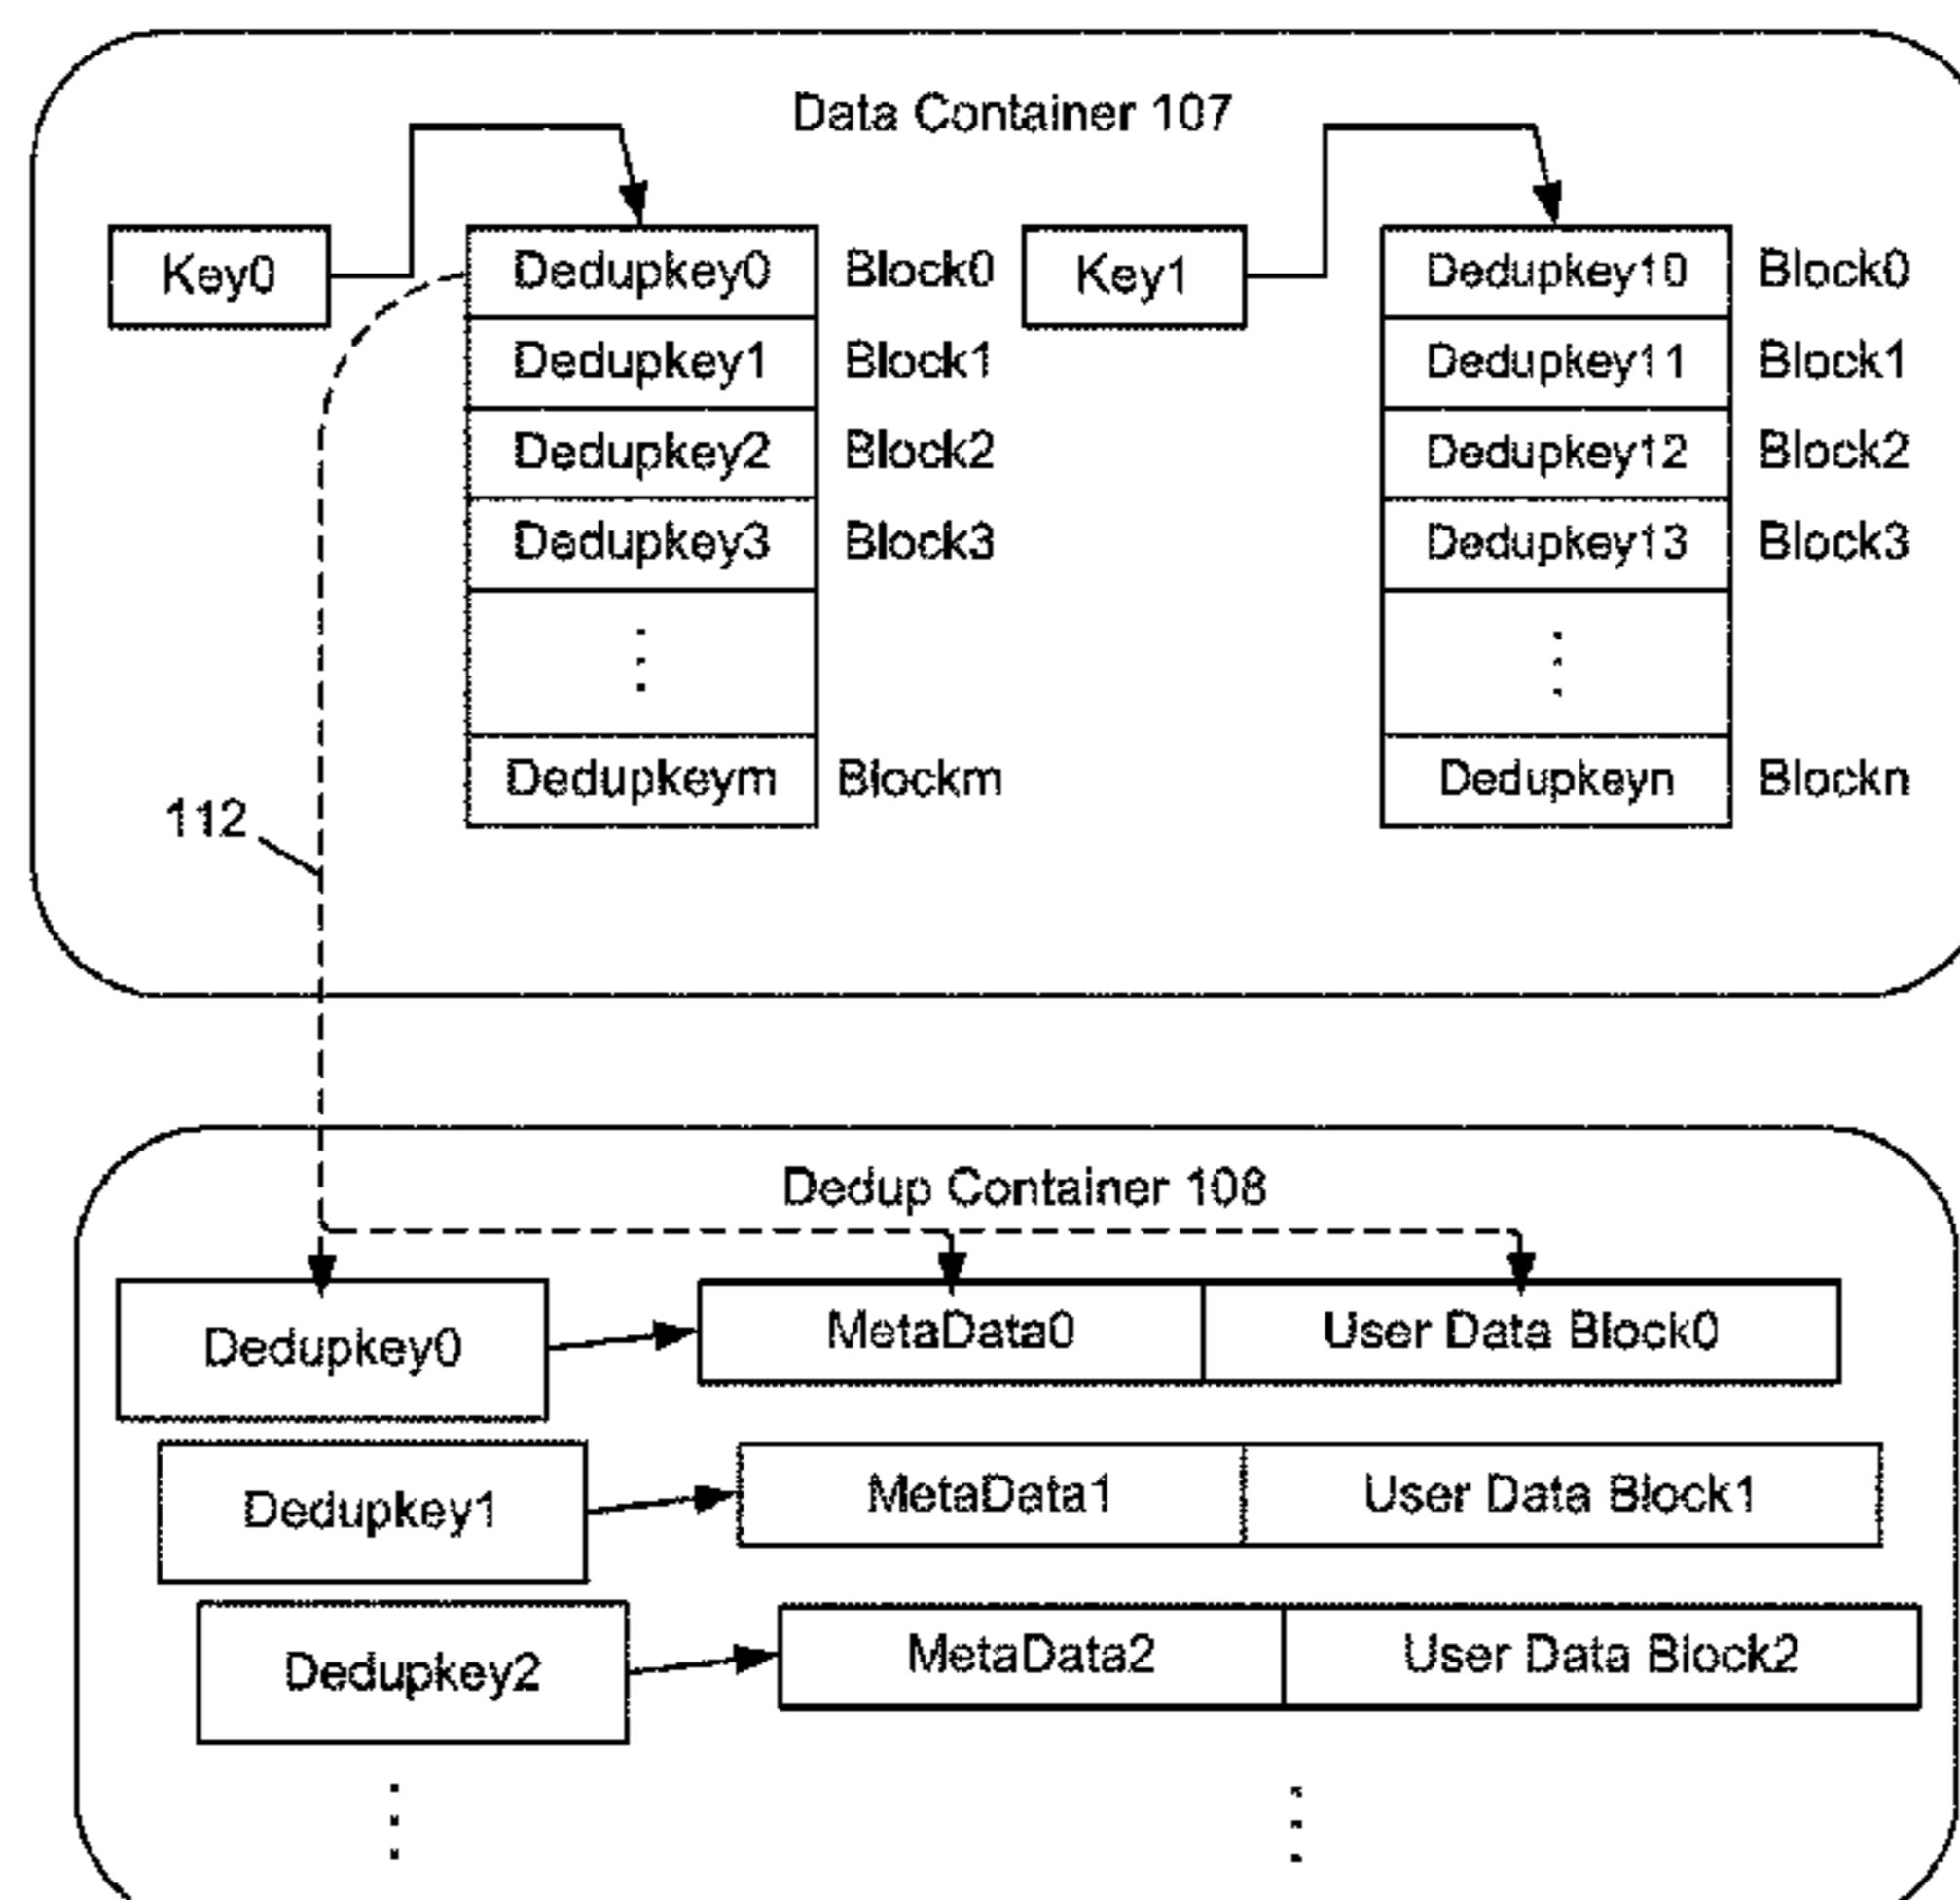 Data Container 107
Key0
Dedupkey0 Block0
Dedupkey1 Block1
Dedupkey2 Block2
Dedupkey3 Block3
Dedupkeym Blockm
Key1
Dedupkey10 Block0
Dedupkey11 Block1
Dedupkey12 Block2
Dedupkey13 Block3
Dedupkeyn Blockn
112
Dedup Container 108
Dedupkey0 MetaData0 User Data Block0
Dedupkey1 MetaData1 User Data Block1
Dedupkey2 MetaData2 User Data Block2